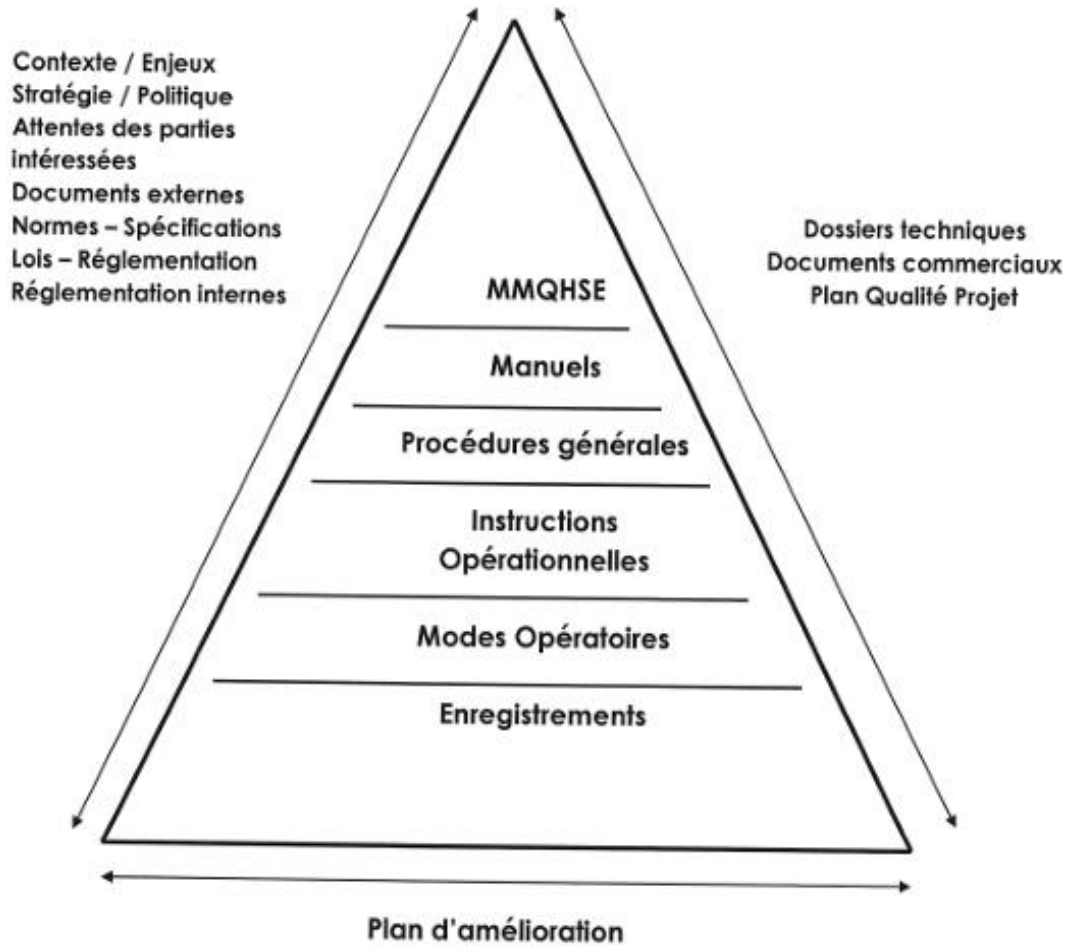 Contexte / Enjeux
Stratégie / Politique
Attentes des parties
intéressées
Documents externes
Normes – Spécifications
Lois – Réglementation
Réglementation internes
Dossiers techniques
Documents commerciaux
Plan Qualité Projet
MMQHSE
Manuels
Procédures générales
Instructions
Opérationnelles
Modes Opératoires
Enregistrements
Plan d'amélioration